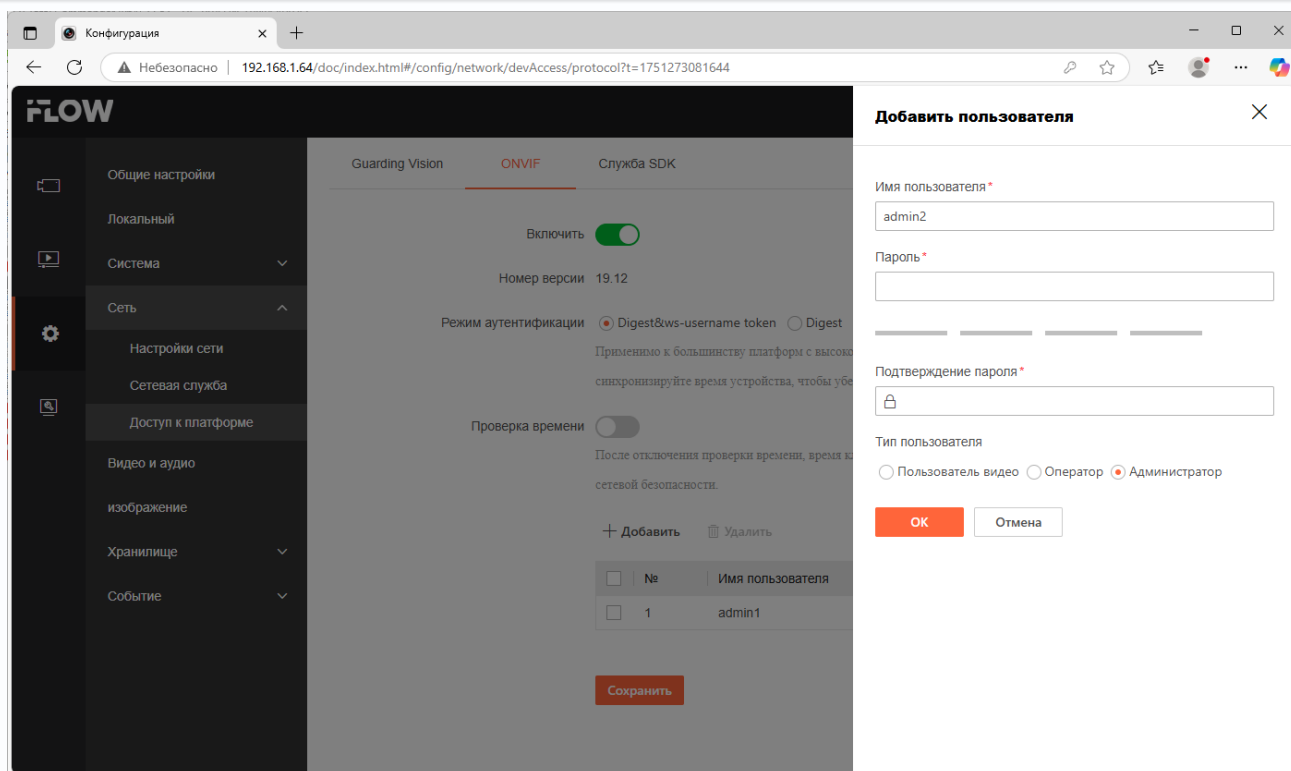 Конфигурация
Небезопасно 192.168.1.64/doc/index.html#/config/network/devAccess/protocol?t=1751273081644
FLOW
Общие настройки
Локальный
Система
Сеть
Настройки сети
Сетевая служба
Доступ к платформе
Видео и аудио
изображение
Хранилище
Событие
Guarding Vision ONVIF Служба SDK
Включить
Номер версии 19.12
Режим аутентификации Digest&ws-username token Digest
Применимо к большинству платформ с высоко
синхронизируйте время устройства, чтобы убе
Проверка времени
После отключения проверки времени, время к
сетевой безопасности.
Добавить Удалить
№ Имя пользователя
1 admin1
Сохранить
Добавить пользователя
Имя пользователя*
admin2
Пароль*
Подтверждение пароля*
Тип пользователя
Пользователь видео Оператор Администратор
OK Отмена